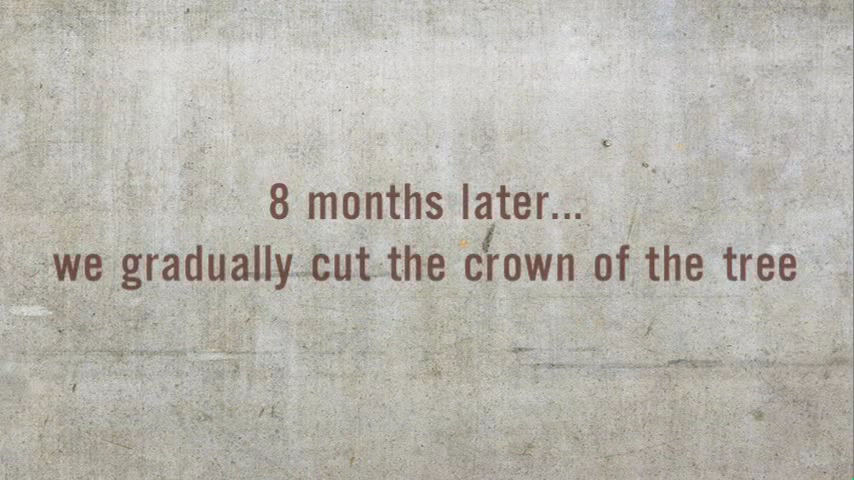 8 months later...
we gradually cut the crown of the tree